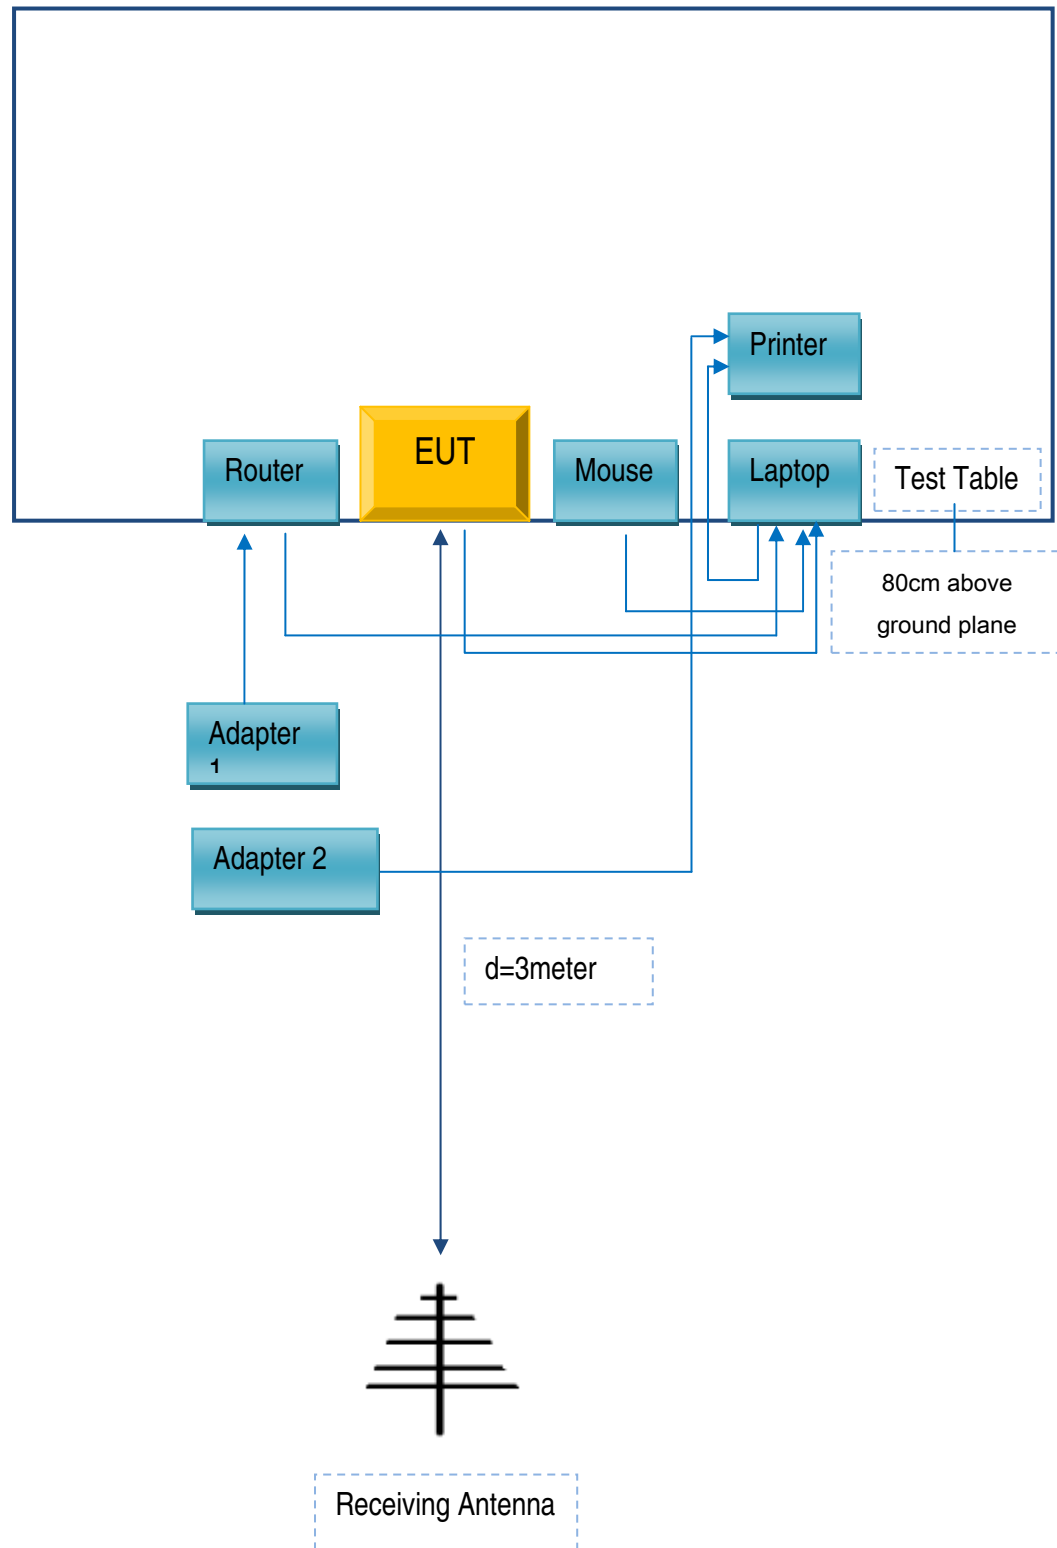 Printer
EUT
Router
Mouse
Laptop
Test Table
80cm above
ground plane
Adapter
1
Adapter 2
d=3meter
Receiving Antenna